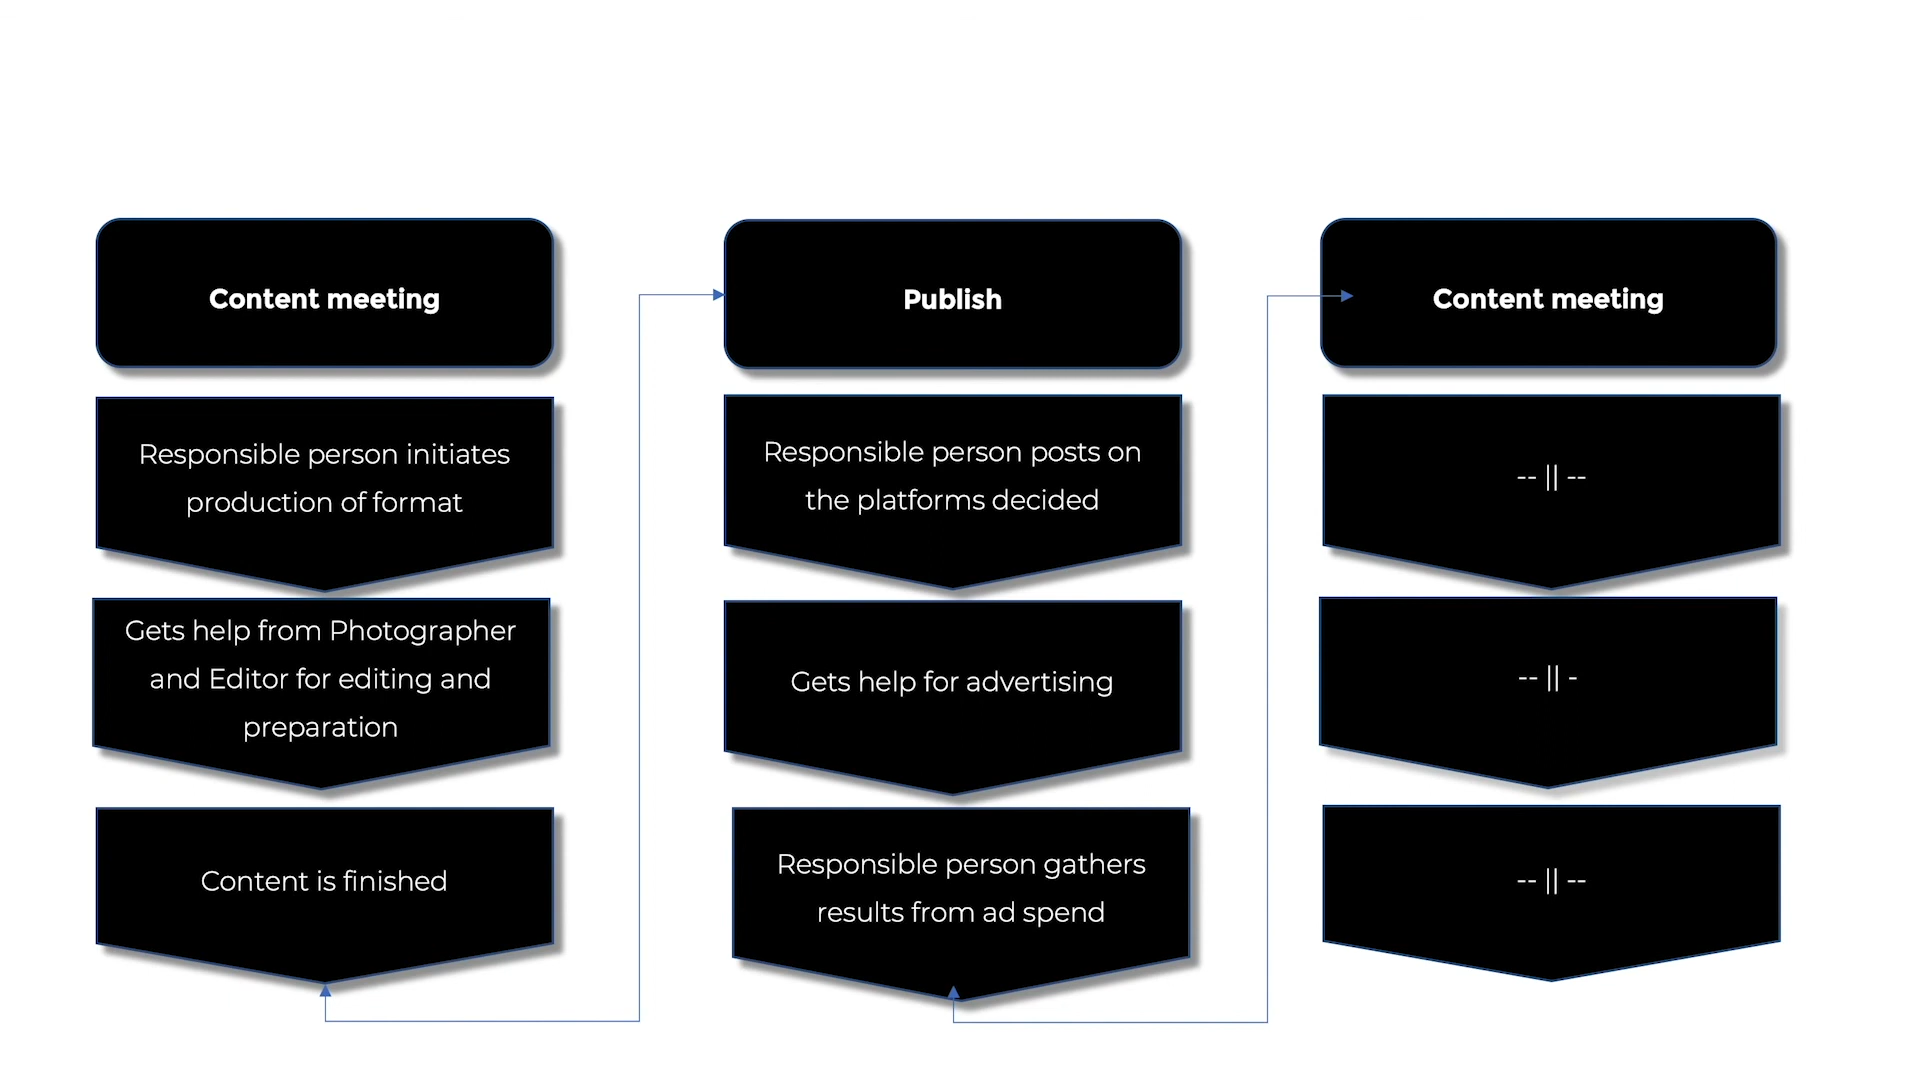 Content meeting
Responsible person initiates
production of format
Gets help from Photographer
and Editor for editing and
preparation
Content is finished
Publish
Responsible person posts on
the platforms decided
Gets help for advertising
Responsible person gathers
results from ad spend
Content meeting
-- || --
-- || -
-- || --